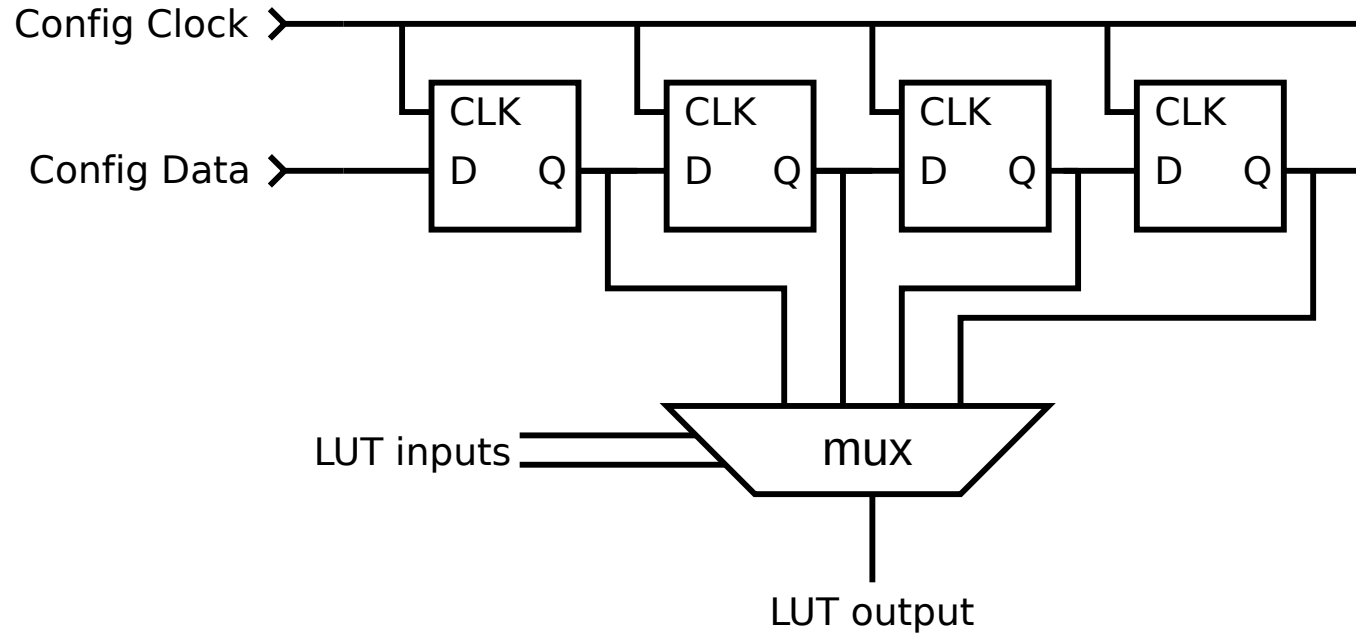 Config Clock
CLK CLK CLK CLK
Config Data
D Q D Q D Q D Q
LUT inputs
mux
LUT output